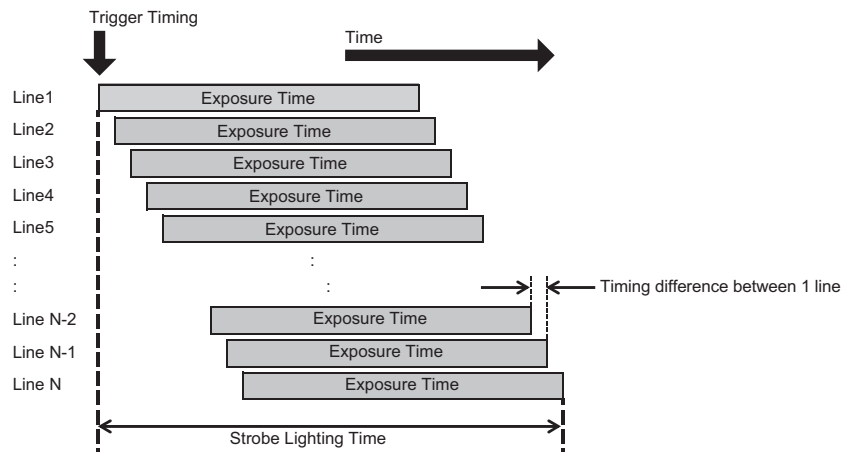 Trigger Timing
Time
Line1 Exposure Time
Line2 Exposure Time
Line3 Exposure Time
Line4 Exposure Time
Line5 Exposure Time
: :
: : Timing difference between 1 line
Line N-2 Exposure Time
Line N-1 Exposure Time
Line N Exposure Time
Strobe Lighting Time